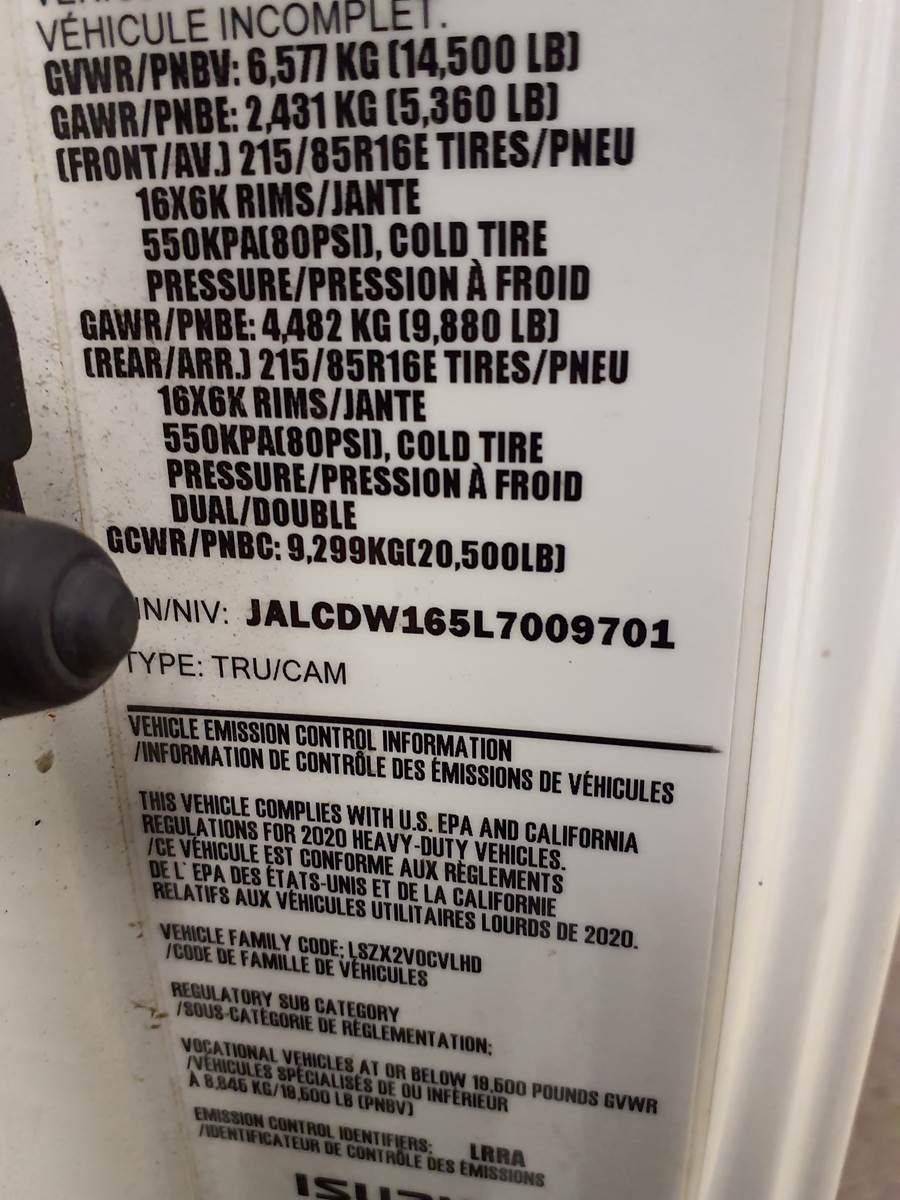 VÉHICULE INCOMPLET.
GVWR/PNBV: 6,577 KG (14,500 LB)
GAWR/PNBE: 2,431 KG (5,360 LB)
(FRONT/AV.) 215/85R16E TIRES/PNEU
16X6K RIMS/JANTE
550KPA(80PSI), COLD TIRE
PRESSURE/PRESSION À FROID
GAWR/PNBE: 4,482 KG (9,880 LB)
(REAR/ARR.) 215/85R16E TIRES/PNEU
16X6K RIMS/JANTE
550KPA(80PSI), COLD TIRE
PRESSURE/PRESSION À FROID
DUAL/DOUBLE
GCWR/PNBC: 9,299KG(20,500LB)
IN/NIV: JALCDW165L7009701
TYPE: TRU/CAM
VEHICLE EMISSION CONTROL INFORMATION
/INFORMATION DE CONTRÔLE DES ÉMISSIONS DE VÉHICULES
THIS VEHICLE COMPLIES WITH U.S. EPA AND CALIFORNIA
REGULATIONS FOR 2020 HEAVY-DUTY VEHICLES.
/CE VÉHICULE EST CONFORME AUX RÈGLEMENTS
DE L' EPA DES ÉTATS-UNIS ET DE LA CALIFORNIE
RELATIFS AUX VÉHICULES UTILITAIRES LOURDS DE 2020.
VEHICLE FAMILY CODE: LSZX2VOCVLHD
/CODE DE FAMILLE DE VÉHICULES
REGULATORY SUB CATEGORY
/SOUS-CATÉGORIE DE RÉGLEMENTATION:
VOCATIONAL VEHICLES AT OR BELOW 19,500 POUNDS GVWR
/VÉHICULES SPÉCIALISÉS DE OU INFÉRIEUR
À 8,845 KG/19,500 LB (PNBV)
EMISSION CONTROL IDENTIFIERS: LRRA
/IDENTIFICATEUR DE CONTRÔLE DES ÉMISSIONS
ISUZU